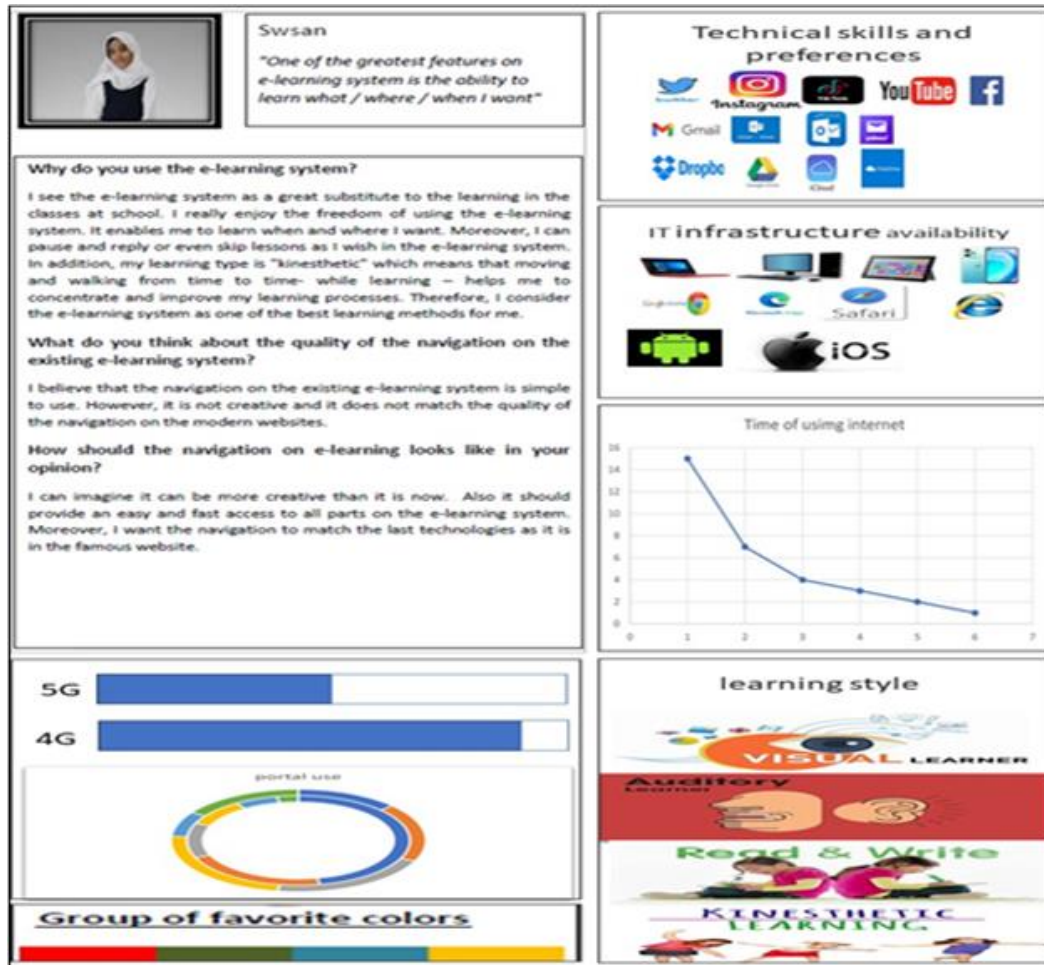 Swsan
"One of the greatest features on
e-learning system is the ability to
learn what / where / when I want"
Why do you use the e-learning system?
I see the e-learning system as a great substitute to the learning in the
classes at school. I really enjoy the freedom of using the e-learning
system. It enables me to learn when and where I want. Moreover, I can
pause and reply or even skip lessons as I wish in the e-learning system.
In addition, my learning type is "kinesthetic" which means that moving
and walking from time to time- while learning – helps me to
concentrate and improve my learning processes. Therefore, I consider
the e-learning system as one of the best learning methods for me.
What do you think about the quality of the navigation on the
existing e-learning system?
I believe that the navigation on the existing e-learning system is simple
to use. However, it is not creative and it does not match the quality of
the navigation on the modern websites.
How should the navigation on e-learning looks like in your
opinion?
I can imagine it can be more creative than it is now. Also it should
provide an easy and fast access to all parts on the e-learning system.
Moreover, I want the navigation to match the last technologies as it is
in the famous website.
5G
4G
portal use
Group of favorite colors
Technical skills and
preferences
Instagram
YouTube
Gmail
Dropbo
iCloud
IT infrastructure availability
Safari
iOS
Time of usimg internet
16
14
12
10
8
6
4
2
0
0 1 2 3 4 5 6 7
learning style
VISUAL LEARNER
Auditory
Learner
Read & Write
KINESTHETIC
LEARNING